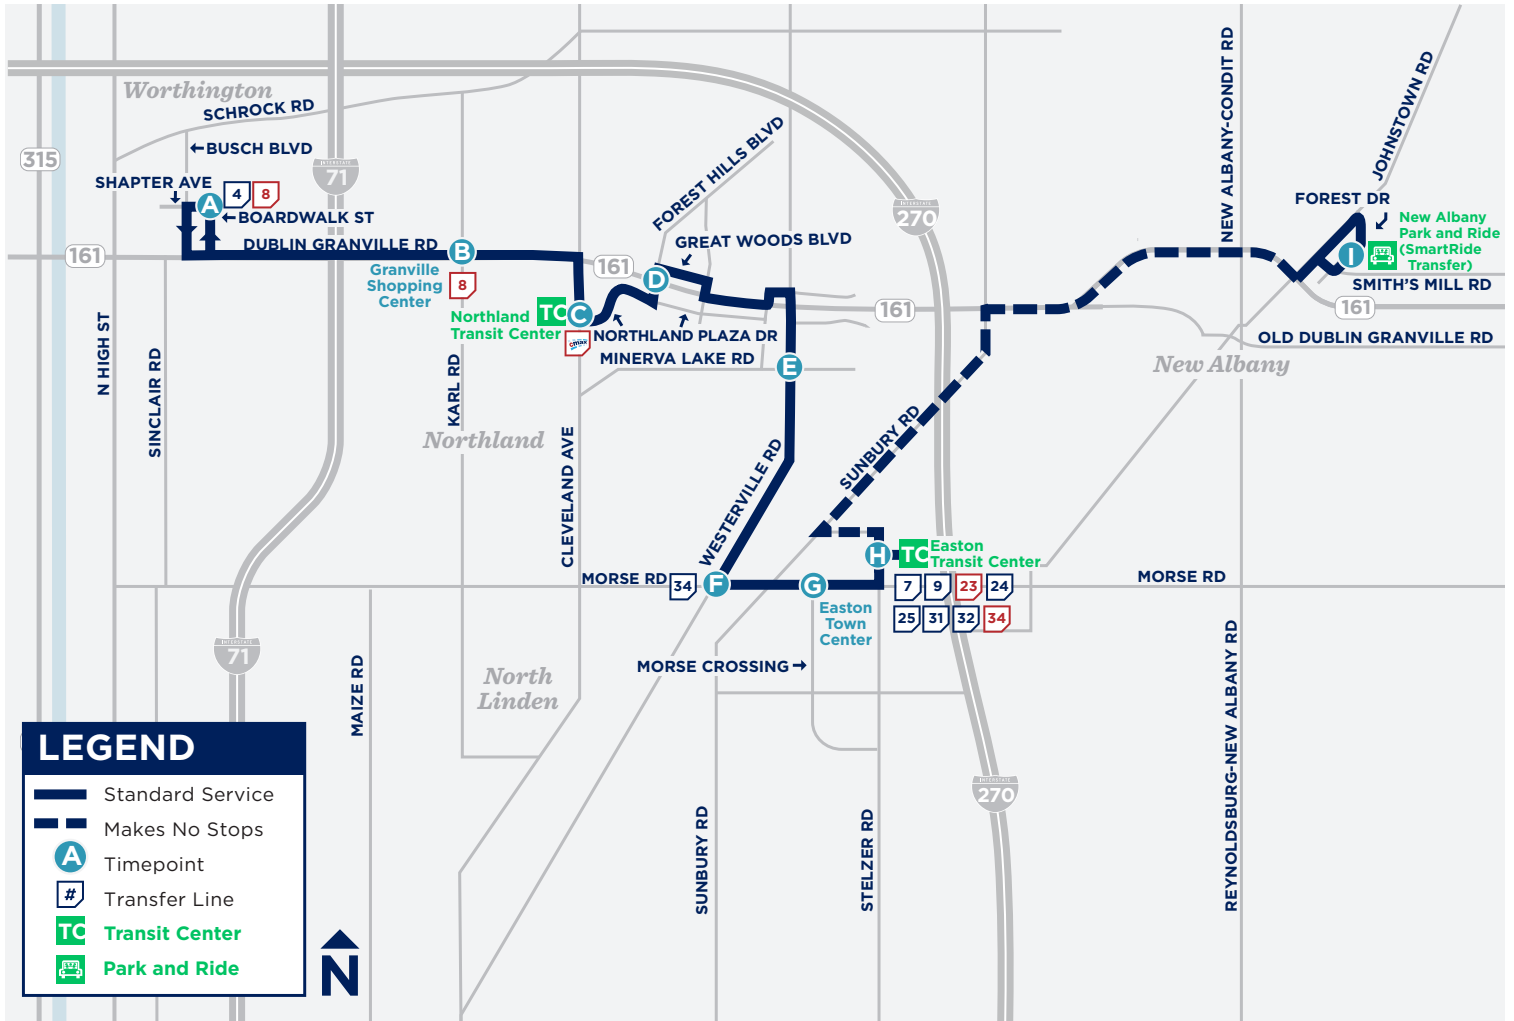 Worthington
SCHROCK RD
315
BUSCH BLVD
INTERSTATE
71
SHAPTER AVE
A
4
8
BOARDWALK ST
161
DUBLIN GRANVILLE RD
B
Granville
Shopping
Center
8
FOREST HILLS BLVD
GREAT WOODS BLVD
161
D
INTERSTATE
270
NEW ALBANY-CONDIT RD
JOHNSTOWN RD
FOREST DR
New Albany
Park and Ride
(SmartRide
Transfer)
I
SMITH'S MILL RD
161
OLD DUBLIN GRANVILLE RD
New Albany
161
Northland
Transit Center
TC
C
cmax
NORTHLAND PLAZA DR
MINERVA LAKE RD
E
N HIGH ST
SINCLAIR RD
KARL RD
Northland
CLEVELAND AVE
WESTERVILLE RD
SUNBURY RD
H
TC
Easton
Transit Center
MORSE RD
34
F
G
7
9
23
24
25
31
32
34
MORSE RD
Easton
Town
Center
MORSE CROSSING
INTERSTATE
71
MAIZE RD
North
Linden
SUNBURY RD
STELZER RD
INTERSTATE
270
REYNOLDSBURG-NEW ALBANY RD
LEGEND
Standard Service
Makes No Stops
A
Timepoint
#
Transfer Line
TC
Transit Center
Park and Ride
N